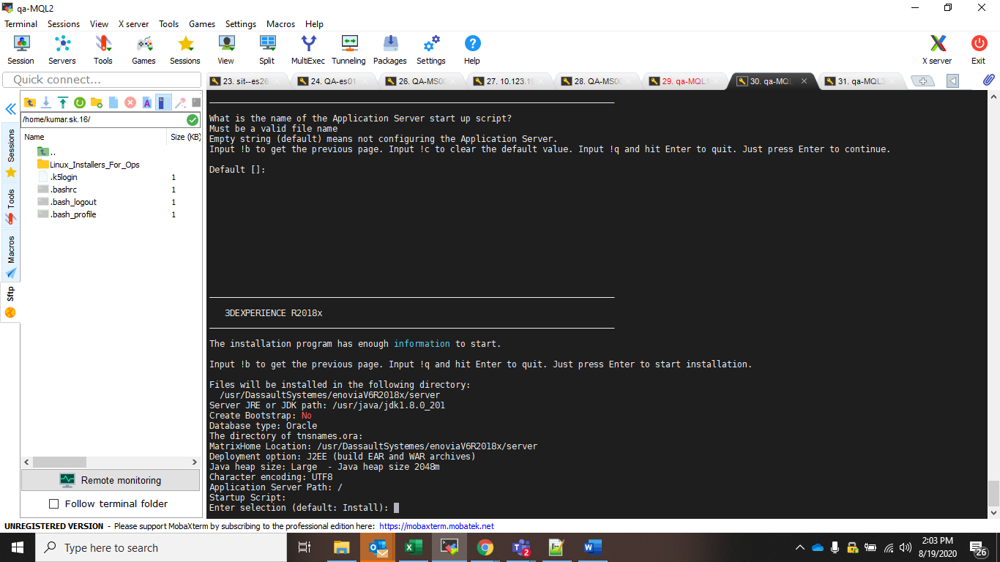 qa-MQL2
Terminal Sessions View X server Tools Games Settings Macros Help
Session Servers Tools Games Sessions View Split MultiExec Tunneling Packages Settings Help X server Exit
Quick connect...
23. sit--es26 24. QA-es01 26. QA-MS00 27. 10.123.19 28. QA-MS00 29. qa-MQL1 30. qa-MQL 31. qa-MQL3
/home/kumar.sk.16/
Name Size (KB)
..
Linux_Installers_For_Ops
.k5login 1
.bashrc 1
.bash_logout 1
.bash_profile 1
Sessions
Tools
Macros
Sftp
Remote monitoring
Follow terminal folder
What is the name of the Application Server start up script?
Must be a valid file name
Empty string (default) means not configuring the Application Server.
Input !b to get the previous page. Input !c to clear the default value. Input !q and hit Enter to quit. Just press Enter to continue.
Default []:
3DEXPERIENCE R2018x
The installation program has enough information to start.
Input !b to get the previous page. Input !q and hit Enter to quit. Just press Enter to start installation.
Files will be installed in the following directory:
/usr/DassaultSystemes/enoviaV6R2018x/server
Server JRE or JDK path: /usr/java/jdk1.8.0_201
Create Bootstrap: No
Database type: Oracle
The directory of tnsnames.ora:
MatrixHome Location: /usr/DassaultSystemes/enoviaV6R2018x/server
Deployment option: J2EE (build EAR and WAR archives)
Java heap size: Large - Java heap size 2048m
Character encoding: UTF8
Application Server Path: /
Startup Script:
Enter selection (default: Install):
UNREGISTERED VERSION - Please support MobaXterm by subscribing to the professional edition here: https://mobaxterm.mobatek.net
Type here to search
2
2:03 PM
8/19/2020
26